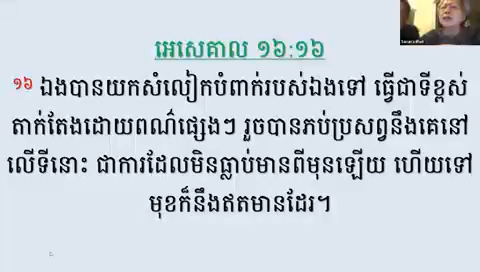 អេសេគាល ១៦:១៦
១៦ ឯងបានយកសំលៀកបំពាក់របស់ឯងទៅ ធ្វើជាទីខ្ពស់
តាក់តែងដោយពណ៌ផ្សេងៗ រួចបានភប់ប្រសព្វនឹងគេនៅ
លើទីនោះ ជាការដែលមិនធ្លាប់មានពីមុនឡើយ ហើយទៅ
មុខក៏នឹងឥតមានដែរ។